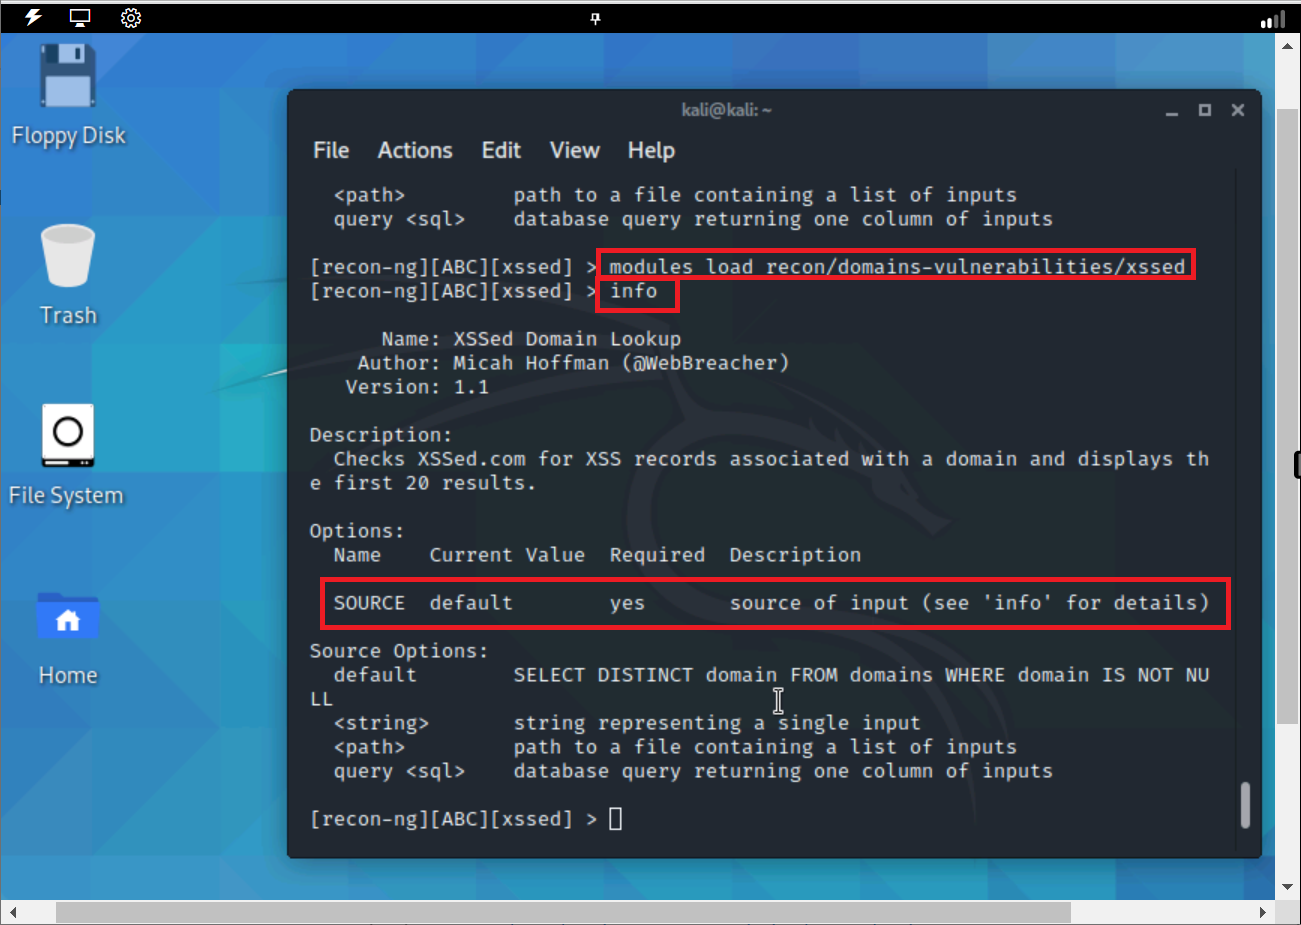 Floppy Disk
Trash
File System
Home
kali@kali: ~
File Actions Edit View Help
<path> path to a file containing a list of inputs
query <sql> database query returning one column of inputs
[recon-ng][ABC][xssed] > modules load recon/domains-vulnerabilities/xssed
[recon-ng][ABC][xssed] > info
Name: XSSed Domain Lookup
Author: Micah Hoffman (@WebBreacher)
Version: 1.1
Description:
Checks XSSed.com for XSS records associated with a domain and displays th
e first 20 results.
Options:
Name Current Value Required Description
SOURCE default yes source of input (see 'info' for details)
Source Options:
default SELECT DISTINCT domain FROM domains WHERE domain IS NOT NU
LL
<string> string representing a single input
<path> path to a file containing a list of inputs
query <sql> database query returning one column of inputs
[recon-ng][ABC][xssed] >